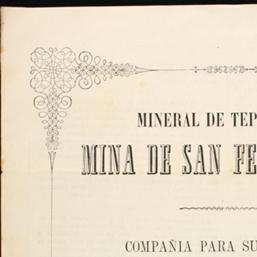 MINERAL DE TEP
MINA DE SAN FE
COMPAÑIA PARA SU